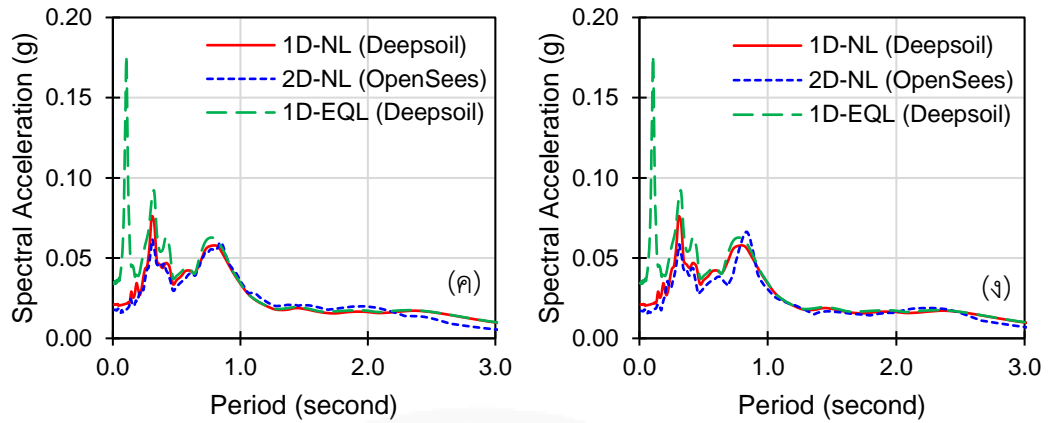 0.20
0.15
0.10
0.05
0.00
Spectral Acceleration (g)
1D-NL (Deepsoil)
2D-NL (OpenSees)
1D-EQL (Deepsoil)
(ค)
0.0 1.0 2.0 3.0
Period (second)
0.20
0.15
0.10
0.05
0.00
Spectral Acceleration (g)
1D-NL (Deepsoil)
2D-NL (OpenSees)
1D-EQL (Deepsoil)
(ง)
0.0 1.0 2.0 3.0
Period (second)